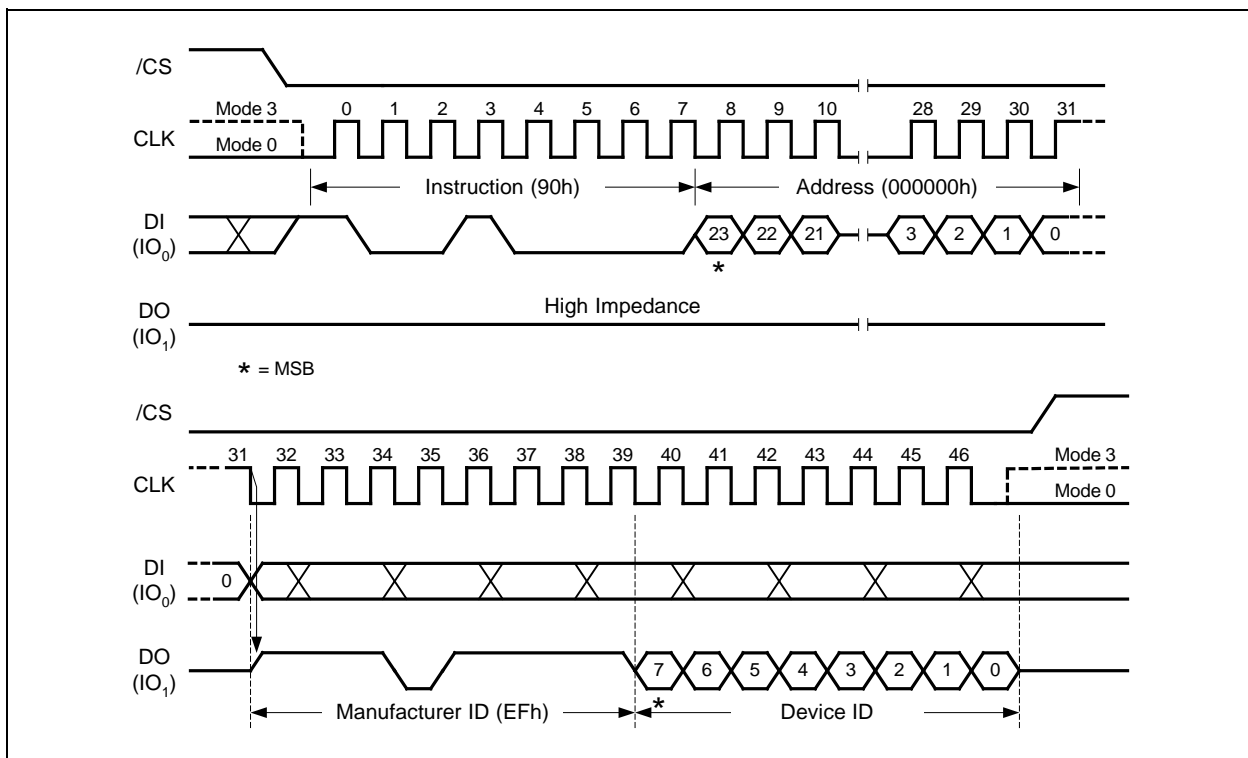 /CS
Mode 3 0 1 2 3 4 5 6 7 8 9 10 28 29 30 31
CLK
Mode 0
Instruction (90h) Address (000000h)
DI
(IO0) 23 22 21 3 2 1 0
*
DO High Impedance
(IO1)
* = MSB
/CS
31 32 33 34 35 36 37 38 39 40 41 42 43 44 45 46 Mode 3
CLK
Mode 0
DI
(IO0) 0
DO
(IO1) 7 6 5 4 3 2 1 0
*
Manufacturer ID (EFh) Device ID